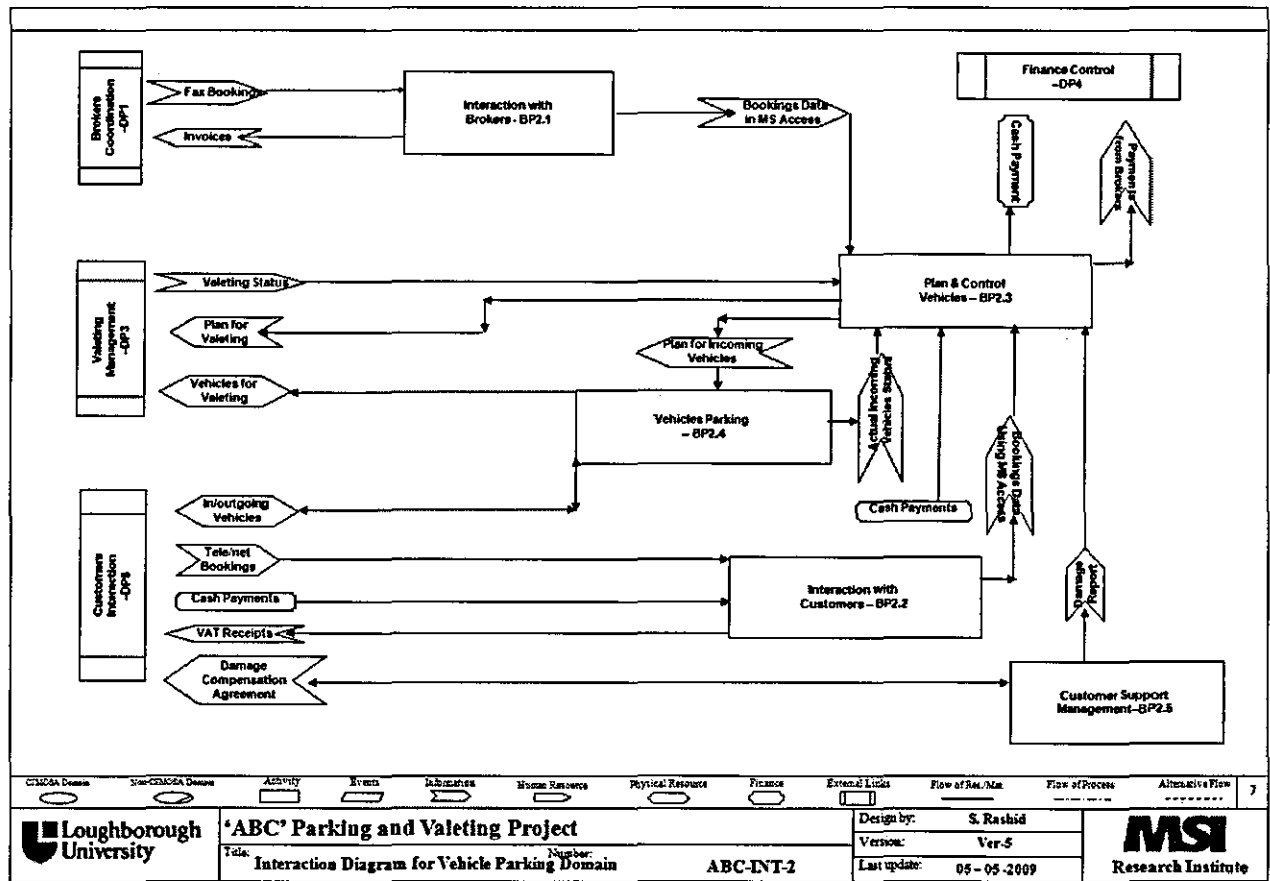 Brokers
Coordination
–DP1
Fax Bookings
Invoices
Interaction with
Brokers - BP2.1
Bookings Data
in MS Access
Finance Control
–DP4
Cash Payment
Payments
from Brokers
Valeting
Management
–DP3
Valeting Status
Plan for
Valeting
Vehicles for
Valeting
Plan & Control
Vehicles – BP2.3
Plan for Incoming
Vehicles
Vehicles Parking
– BP2.4
Actual Incoming
Vehicles Status
Cash Payments
Bookings Data
Using MS Access
Damage
Report
Customers
Interaction
In/outgoing
Vehicles
Tele/net
Bookings
Cash Payments
VAT Receipts
Damage
Compensation
Agreement
Interaction with
Customers – BP2.2
Customer Support
Management–BP2.5
CIMOSA Domain
Non-CIMOSA Domain
Activity
Events
Information
Human Resource
Physical Resource
Finance
External Links
Flow of Res./Mat.
Flow of Process
Alternative Flow
7
Loughborough
University
‘ABC’ Parking and Valeting Project
Title:
Interaction Diagram for Vehicle Parking Domain
Number:
ABC-INT-2
Design by: S. Rashid
Version: Ver-5
Last update: 05 – 05 -2009
MSI
Research Institute